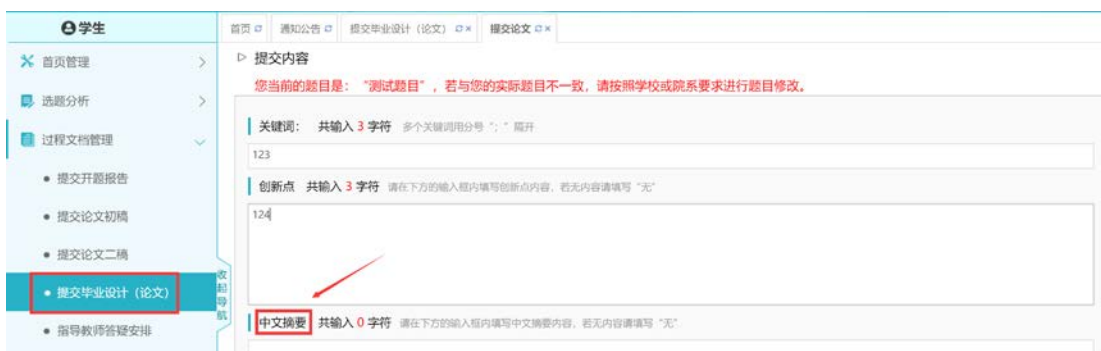 学生
首页 通知公告 提交毕业设计（论文） 提交论文
首页管理
选题分析
过程文档管理
提交开题报告
提交论文初稿
提交论文二稿
提交毕业设计（论文）
指导教师答疑安排
收起导航
提交内容
您当前的题目是：“测试题目”，若与您的实际题目不一致，请按照学校或院系要求进行题目修改。
关键词： 共输入 3 字符 多个关键词用分号“；”隔开
123
创新点 共输入 3 字符 请在下方的输入框内填写创新点内容，若无内容请填写“无”
124
中文摘要 共输入 0 字符 请在下方的输入框内填写中文摘要内容，若无内容请填写“无”